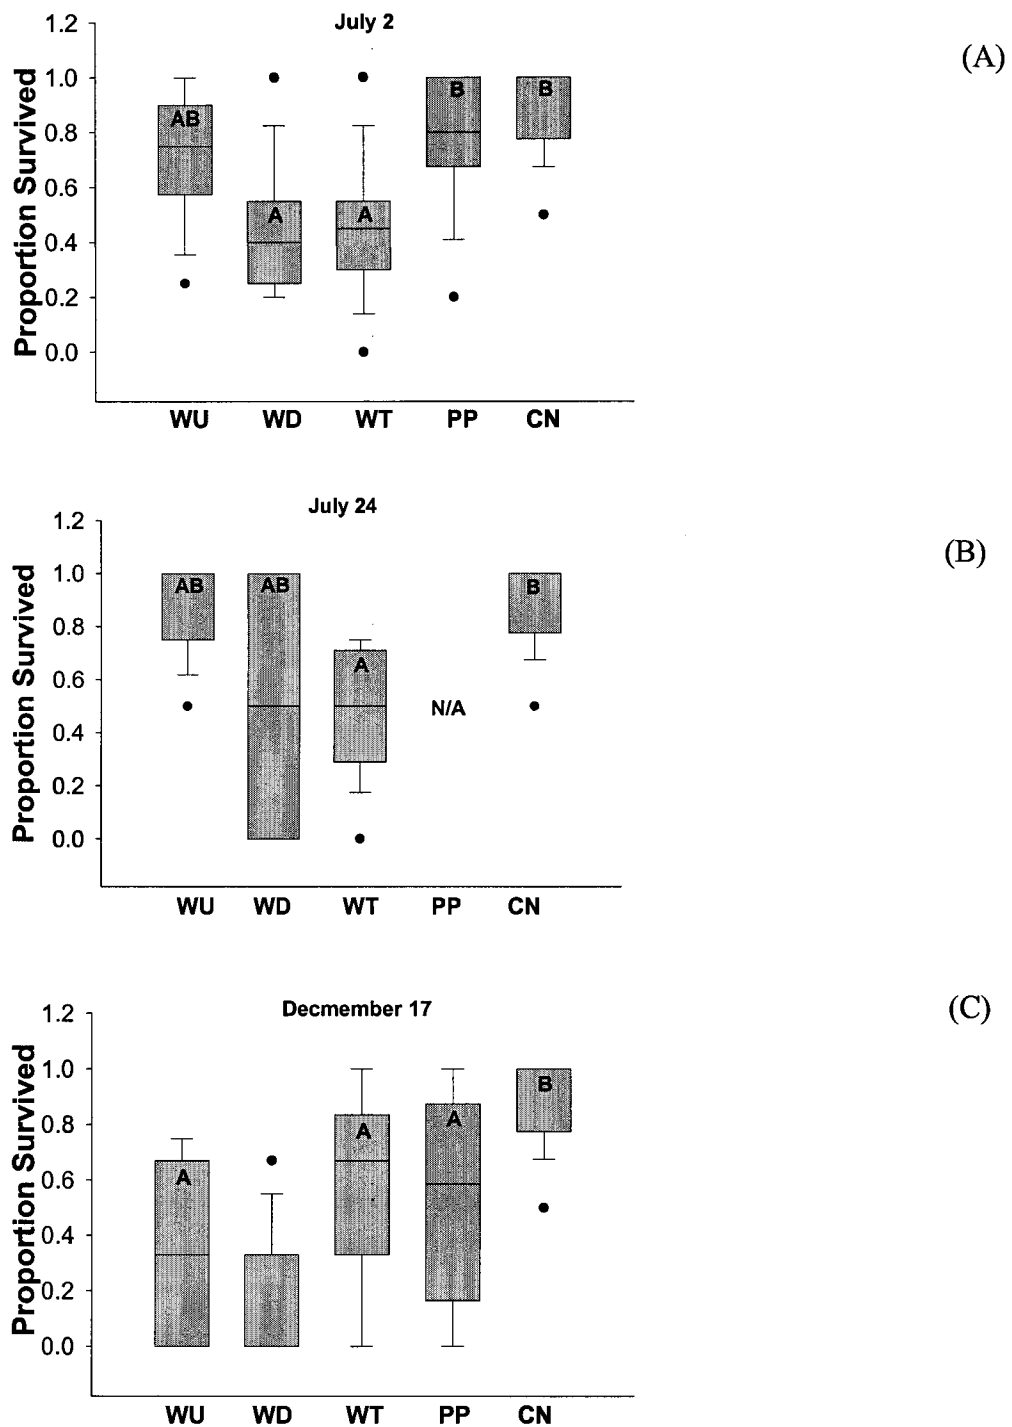 July 2
(A)
Proportion Survived
1.2
1.0
0.8
0.6
0.4
0.2
0.0
AB
A
A
B
B
WU WD WT PP CN
July 24
(B)
Proportion Survived
1.2
1.0
0.8
0.6
0.4
0.2
0.0
AB
AB
A
N/A
B
WU WD WT PP CN
Decmember 17
(C)
Proportion Survived
1.2
1.0
0.8
0.6
0.4
0.2
0.0
A
A
A
B
WU WD WT PP CN